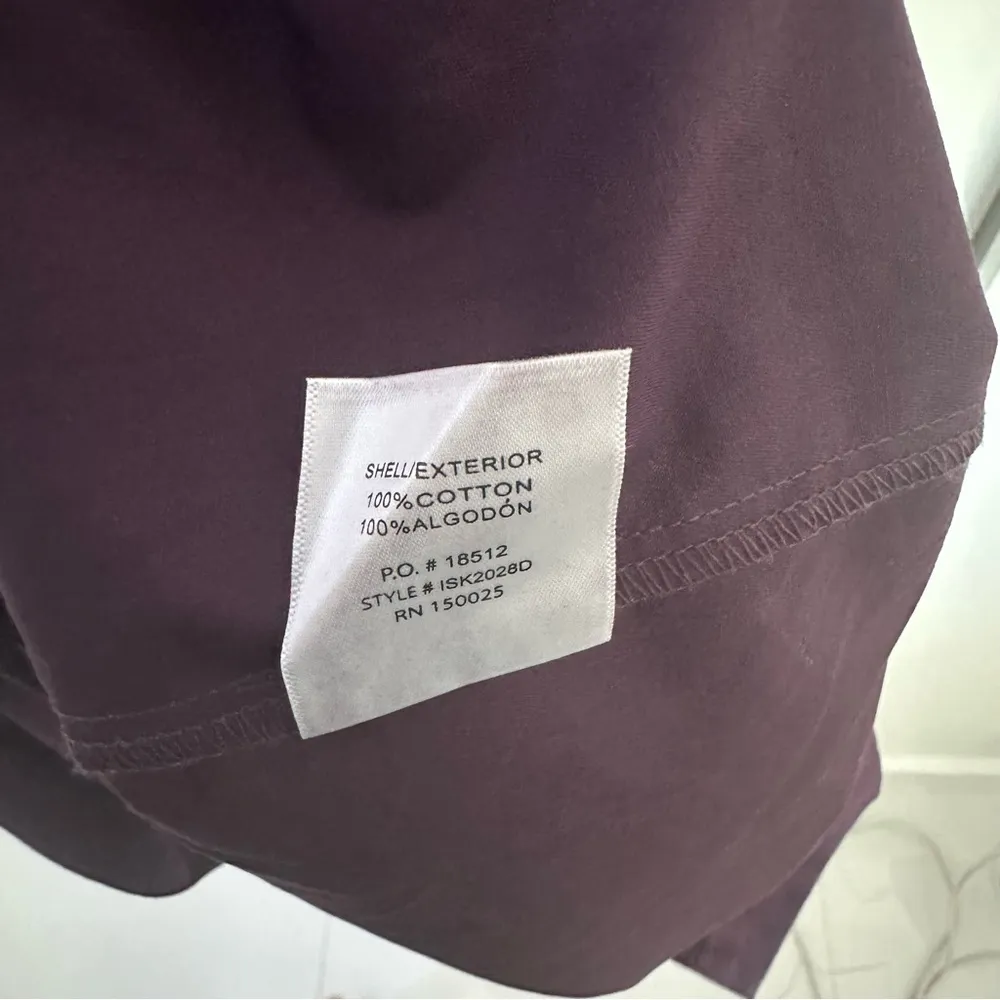 SHELL/EXTERIOR
100%COTTON
100%ALGODÓN
P.O. # 18512
STYLE # ISK2028D
RN 150025